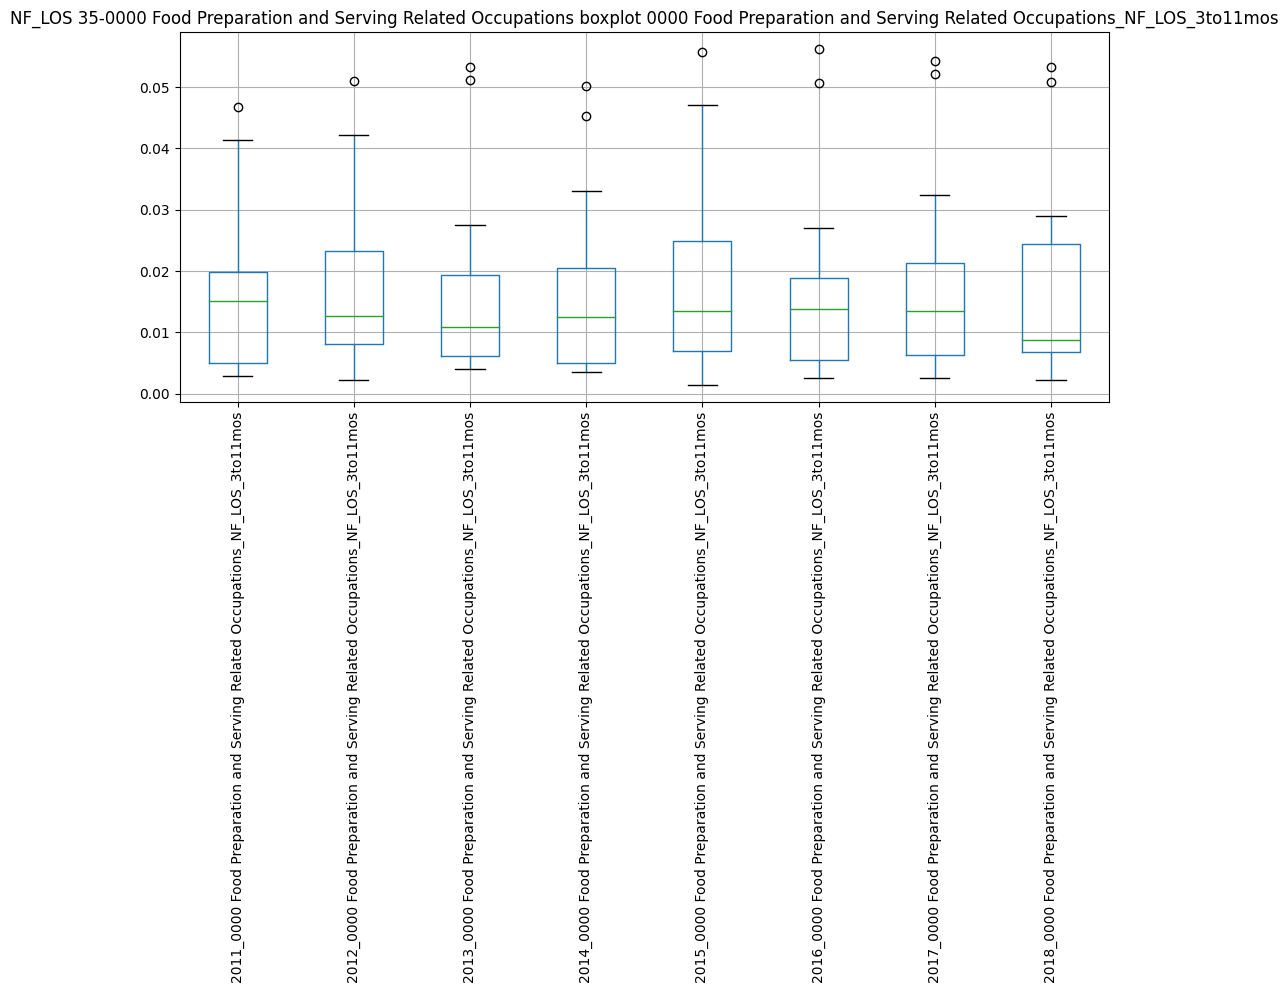 NF_LOS 35-0000 Food Preparation and Serving Related Occupations boxplot 0000 Food Preparation and Serving Related Occupations_NF_LOS_3to11mos
0.05
0.04
0.03
0.02
0.01
0.00
2011_0000 Food Preparation and Serving Related Occupations_NF_LOS_3to11mos
2012_0000 Food Preparation and Serving Related Occupations_NF_LOS_3to11mos
2013_0000 Food Preparation and Serving Related Occupations_NF_LOS_3to11mos
2014_0000 Food Preparation and Serving Related Occupations_NF_LOS_3to11mos
2015_0000 Food Preparation and Serving Related Occupations_NF_LOS_3to11mos
2016_0000 Food Preparation and Serving Related Occupations_NF_LOS_3to11mos
2017_0000 Food Preparation and Serving Related Occupations_NF_LOS_3to11mos
2018_0000 Food Preparation and Serving Related Occupations_NF_LOS_3to11mos